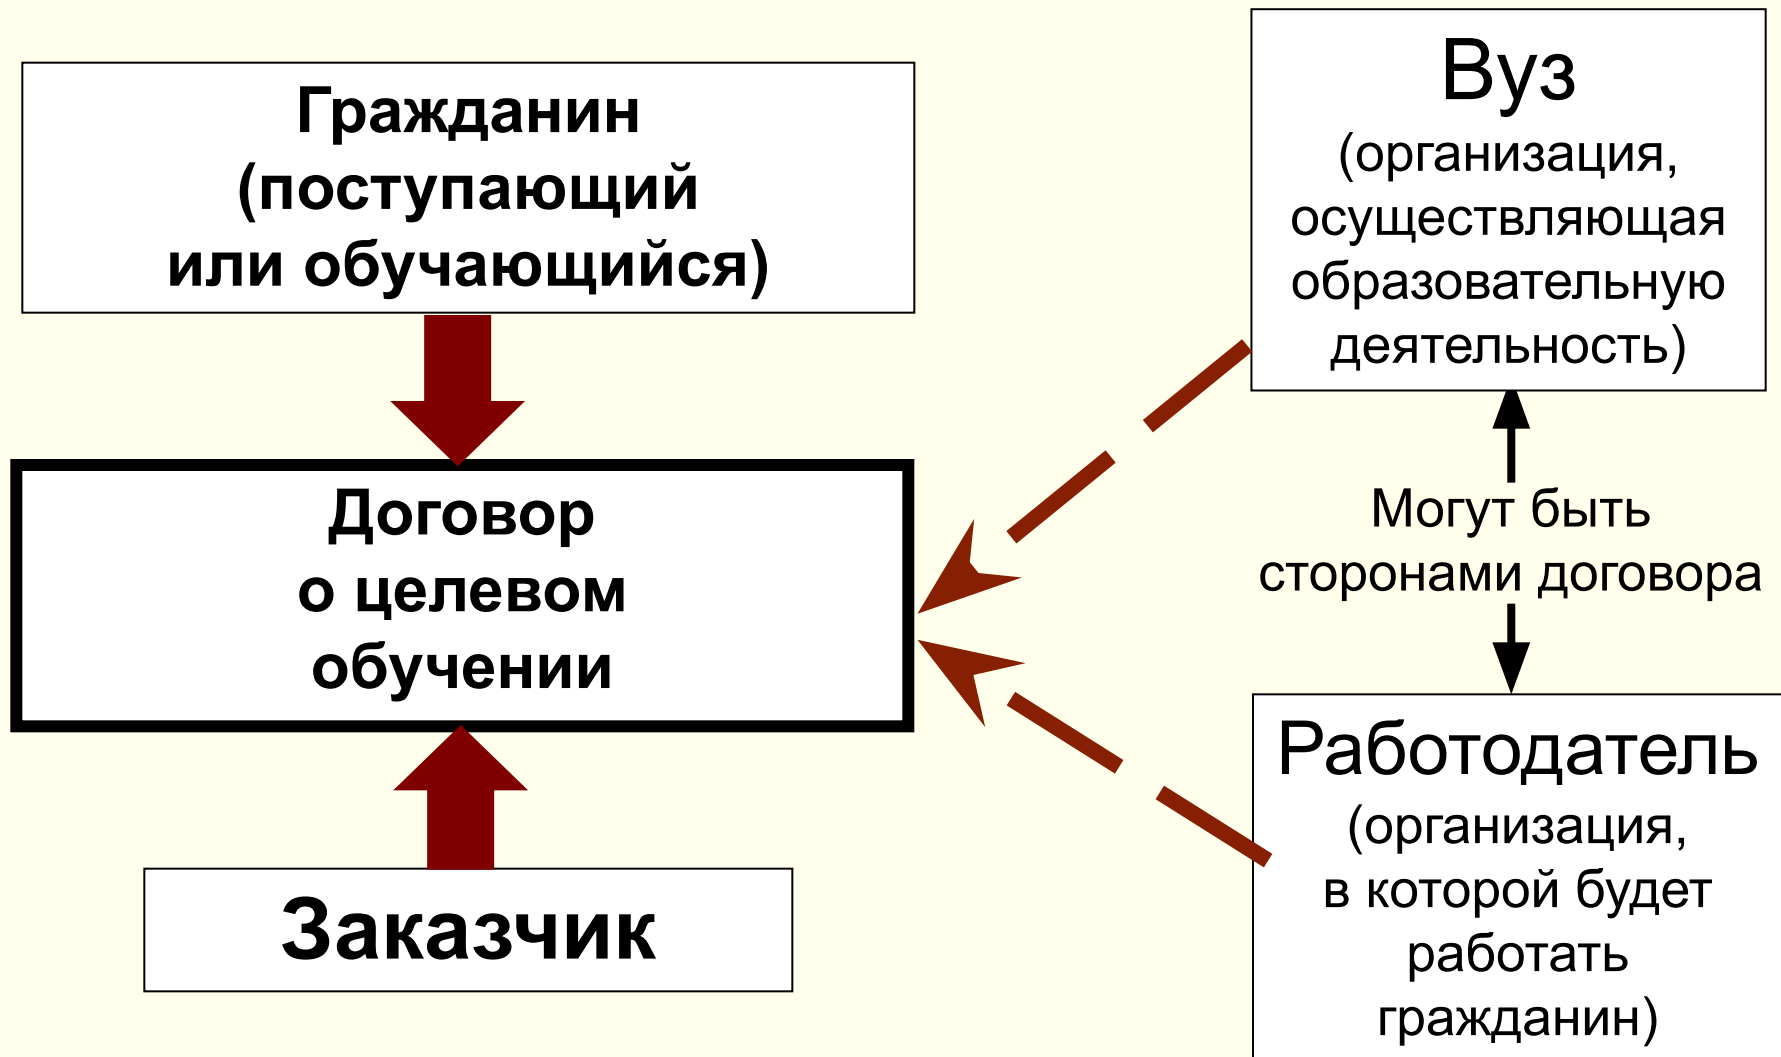 Гражданин
(поступающий
или обучающийся)
Договор
о целевом
обучении
Заказчик
Вуз
(организация,
осуществляющая
образовательную
деятельность)
Могут быть
сторонами договора
Работодатель
(организация,
в которой будет
работать
гражданин)